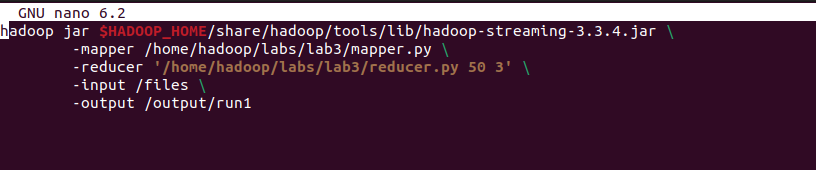 GNU nano 6.2
hadoop jar $HADOOP_HOME/share/hadoop/tools/lib/hadoop-streaming-3.3.4.jar \
-mapper /home/hadoop/labs/lab3/mapper.py \
-reducer '/home/hadoop/labs/lab3/reducer.py 50 3' \
-input /files \
-output /output/run1